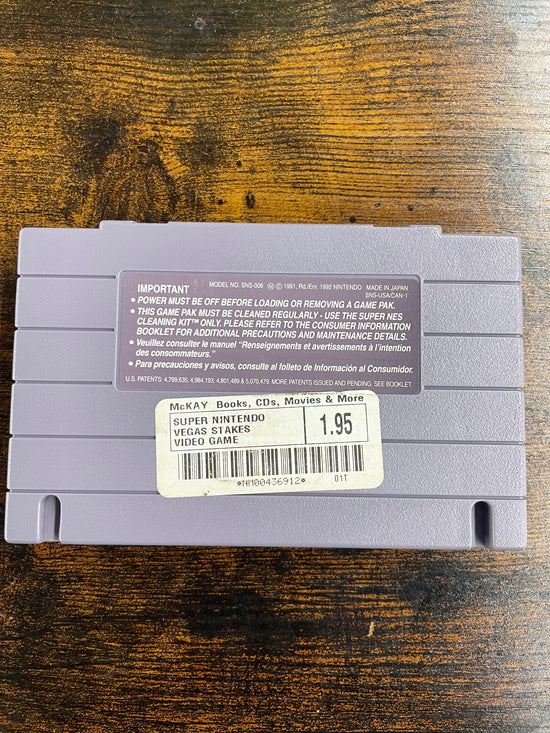 IMPORTANT MODEL NO. SNS-006 Ⓜ © 1991, Rd./Enr. 1992 NINTENDO MADE IN JAPAN
SNS-USA/CAN-1
• POWER MUST BE OFF BEFORE LOADING OR REMOVING A GAME PAK.
• THIS GAME PAK MUST BE CLEANED REGULARLY - USE THE SUPER NES
CLEANING KIT™ ONLY. PLEASE REFER TO THE CONSUMER INFORMATION
BOOKLET FOR ADDITIONAL PRECAUTIONS AND MAINTENANCE DETAILS.
• Veuillez consulter le manuel "Renseignements et avertissements à l'intention
des consommateurs."
• Para precauciones y avisos, consulte al folleto de Información al Consumidor.
U.S. PATENTS: 4,799,635; 4,984,193; 4,801,489 & 5,070,479. MORE PATENTS ISSUED AND PENDING. SEE BOOKLET.
McKAY Books, CDs, Movies & More
SUPER NINTENDO
VEGAS STAKES
VIDEO GAME
1.95
*NM00436912* 01T